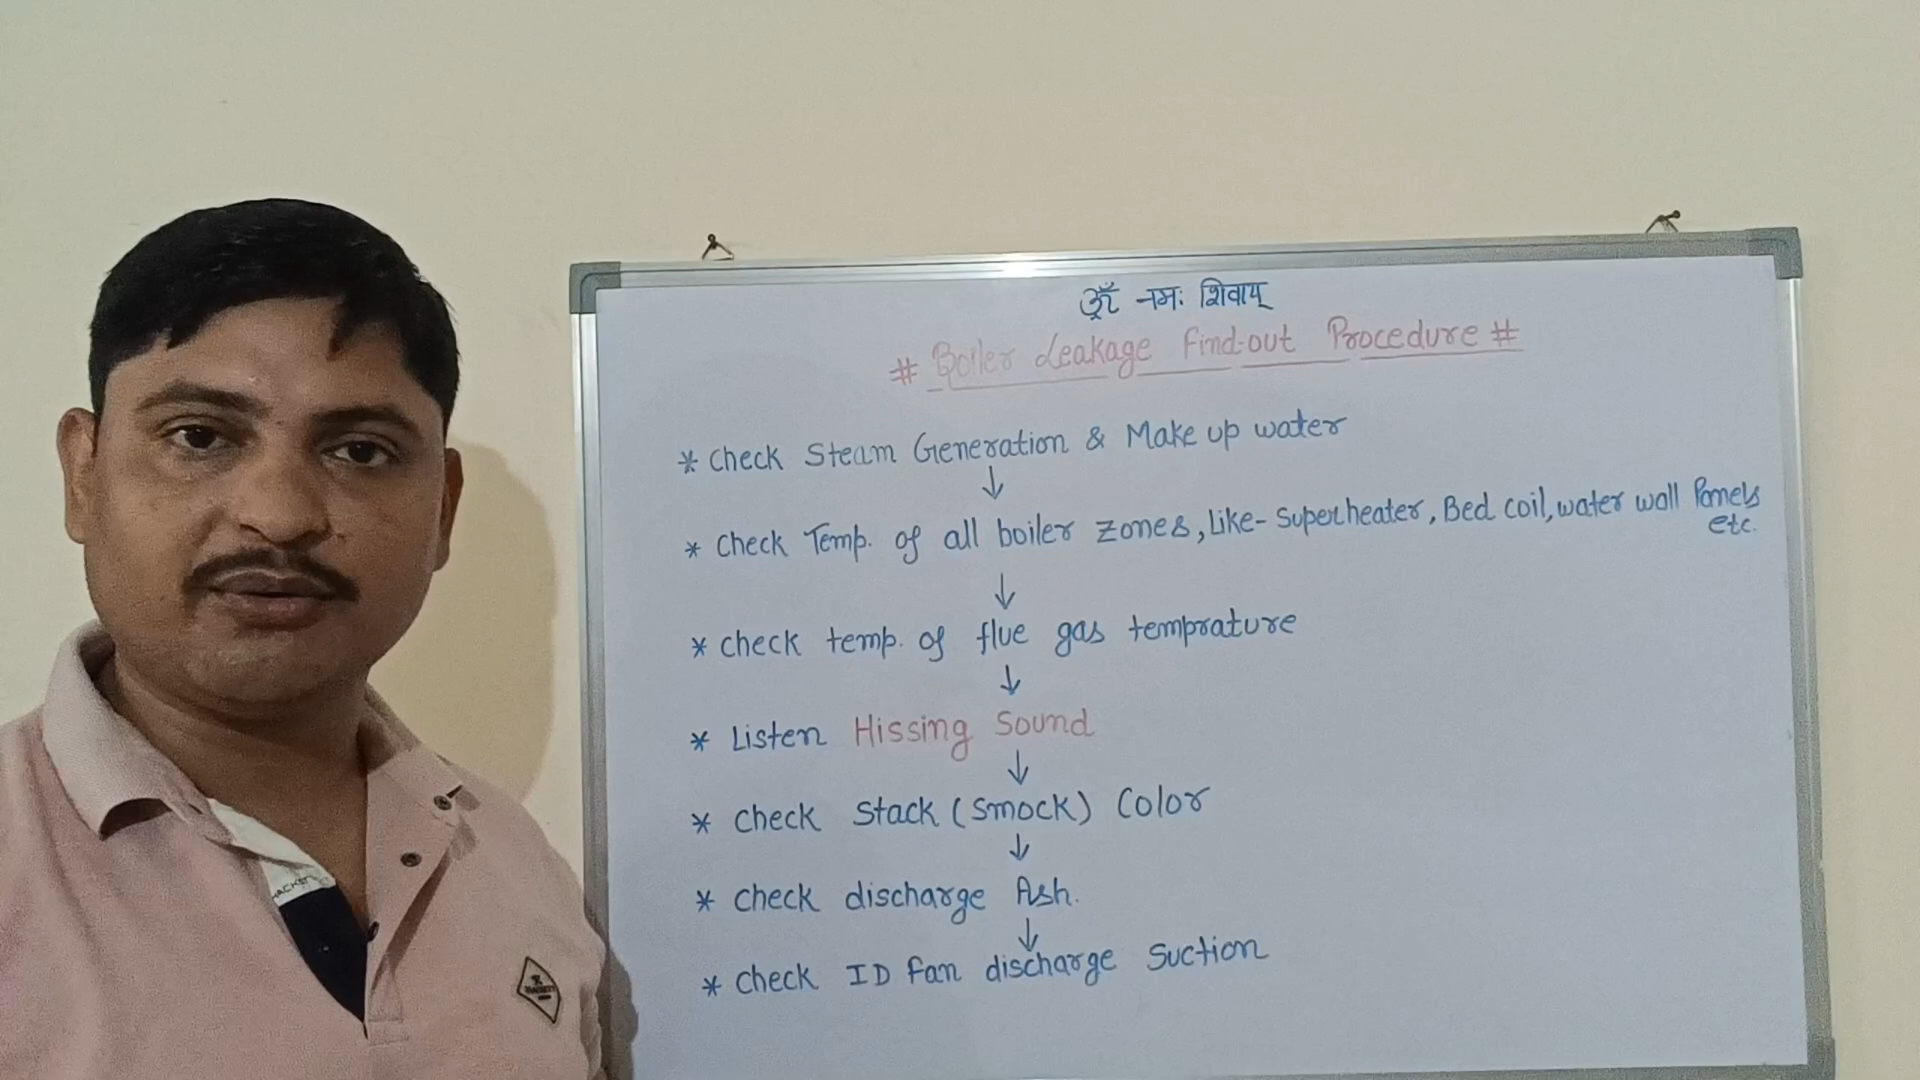 ॐ नमः शिवाय्
# Boiler Leakage Find-out Procedure #
* Check Steam Generation & Make up water
↓
* Check Temp. of all boiler zones, Like- Superheater, Bed coil, water wall Panels
etc.
↓
* Check temp. of flue gas temprature
↓
* Listen Hissing Sound
↓
* Check Stack (Smock) Color
↓
* Check discharge Ash.
↓
* Check ID fan discharge Suction